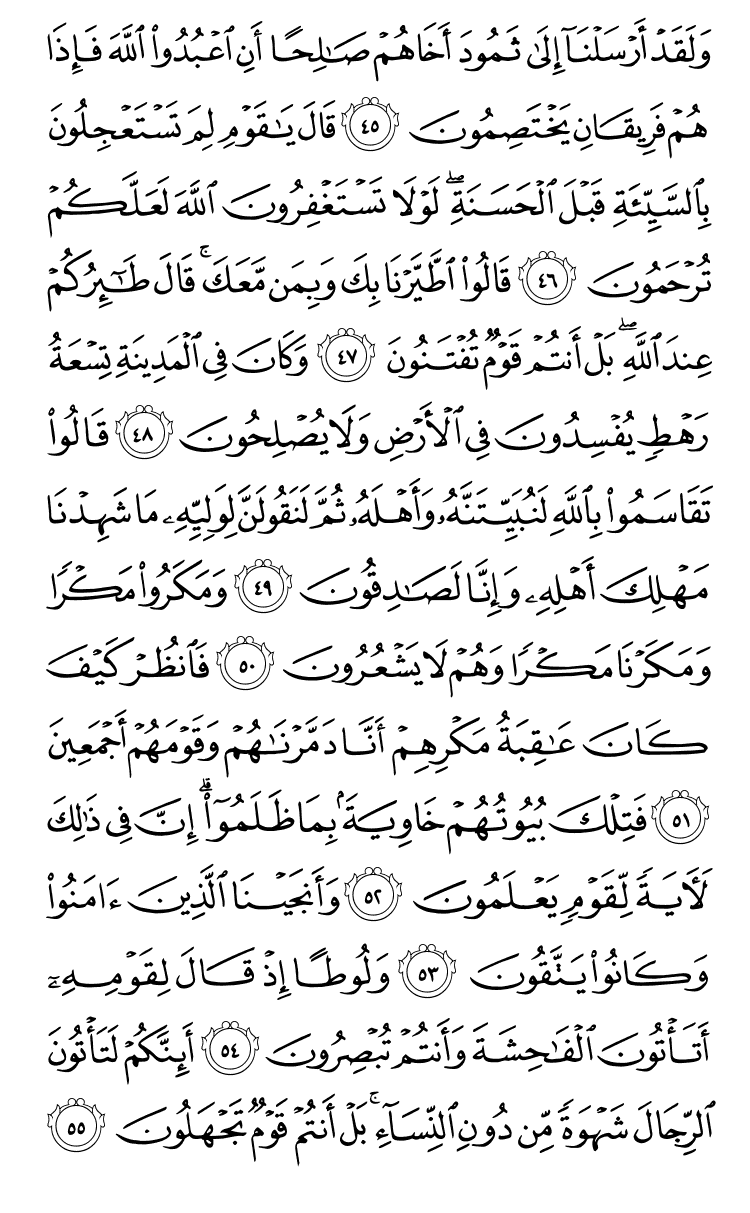 وَلَقَدْ أَرْسَلْنَآ إِلَىٰ ثَمُودَ أَخَاهُمْ صَـٰلِحًا أَنِ ٱعْبُدُوا۟ ٱللَّهَ فَإِذَا
هُمْ فَرِيقَانِ يَخْتَصِمُونَ ٤٥ قَالَ يَـٰقَوْمِ لِمَ تَسْتَعْجِلُونَ
بِٱلسَّيِّئَةِ قَبْلَ ٱلْحَسَنَةِ ۖ لَوْلَا تَسْتَغْفِرُونَ ٱللَّهَ لَعَلَّكُمْ
تُرْحَمُونَ ٤٦ قَالُوا۟ ٱطَّيَّرْنَا بِكَ وَبِمَن مَّعَكَ ۚ قَالَ طَـٰٓئِرُكُمْ
عِندَ ٱللَّهِ ۖ بَلْ أَنتُمْ قَوْمٌ تُفْتَنُونَ ٤٧ وَكَانَ فِى ٱلْمَدِينَةِ تِسْعَةُ
رَهْطٍ يُفْسِدُونَ فِى ٱلْأَرْضِ وَلَا يُصْلِحُونَ ٤٨ قَالُوا۟
تَقَاسَمُوا۟ بِٱللَّهِ لَنُبَيِّتَنَّهُۥ وَأَهْلَهُۥ ثُمَّ لَنَقُولَنَّ لِوَلِيِّهِۦ مَا شَهِدْنَا
مَهْلِكَ أَهْلِهِۦ وَإِنَّا لَصَـٰدِقُونَ ٤٩ وَمَكَرُوا۟ مَكْرًا
وَمَكَرْنَا مَكْرًا وَهُمْ لَا يَشْعُرُونَ ٥٠ فَٱنظُرْ كَيْفَ
كَانَ عَـٰقِبَةُ مَكْرِهِمْ أَنَّا دَمَّرْنَـٰهُمْ وَقَوْمَهُمْ أَجْمَعِينَ
٥١ فَتِلْكَ بُيُوتُهُمْ خَاوِيَةًۢ بِمَا ظَلَمُوٓا۟ ۗ إِنَّ فِى ذَٰلِكَ
لَـَٔايَةً لِّقَوْمٍ يَعْلَمُونَ ٥٢ وَأَنجَيْنَا ٱلَّذِينَ ءَامَنُوا۟
وَكَانُوا۟ يَتَّقُونَ ٥٣ وَلُوطًا إِذْ قَالَ لِقَوْمِهِۦٓ
أَتَأْتُونَ ٱلْفَـٰحِشَةَ وَأَنتُمْ تُبْصِرُونَ ٥٤ أَئِنَّكُمْ لَتَأْتُونَ
ٱلرِّجَالَ شَهْوَةً مِّن دُونِ ٱلنِّسَآءِ ۚ بَلْ أَنتُمْ قَوْمٌ تَجْهَلُونَ ٥٥